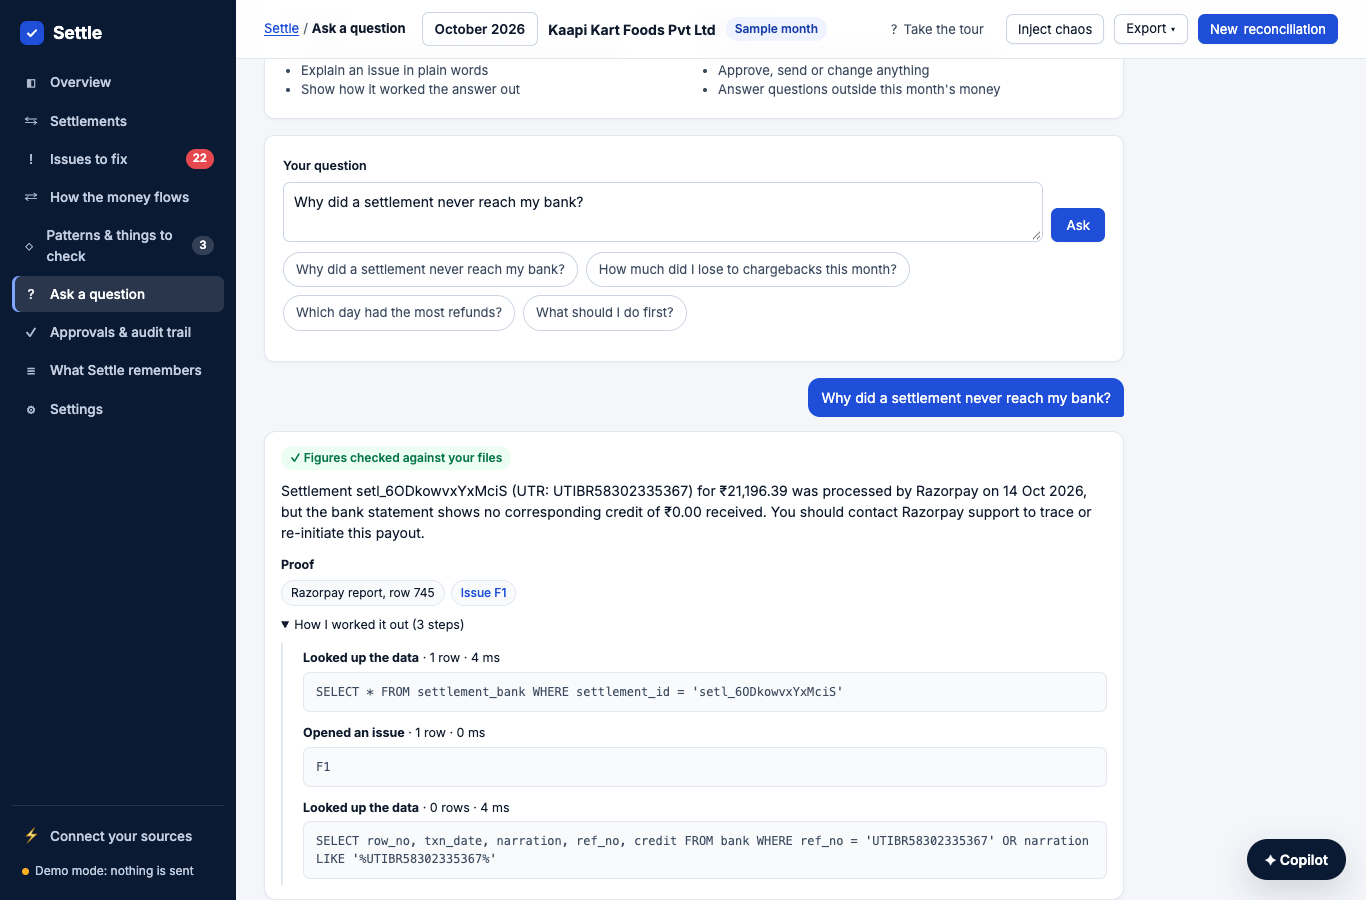 Settle
Overview
Settlements
Issues to fix 22
How the money flows
Patterns & things to check 3
Ask a question
Approvals & audit trail
What Settle remembers
Settings
Connect your sources
Demo mode: nothing is sent
Settle / Ask a question
October 2026
Kaapi Kart Foods Pvt Ltd
Sample month
? Take the tour
Inject chaos
Export
New reconciliation
Explain an issue in plain words
Show how it worked the answer out
Approve, send or change anything
Answer questions outside this month's money
Your question
Why did a settlement never reach my bank?
Ask
Why did a settlement never reach my bank?
How much did I lose to chargebacks this month?
Which day had the most refunds?
What should I do first?
Why did a settlement never reach my bank?
✓ Figures checked against your files
Settlement setl_6ODkowvxYxMciS (UTR: UTIBR58302335367) for ₹21,196.39 was processed by Razorpay on 14 Oct 2026,
but the bank statement shows no corresponding credit of ₹0.00 received. You should contact Razorpay support to trace or
re-initiate this payout.
Proof
Razorpay report, row 745
Issue F1
How I worked it out (3 steps)
Looked up the data · 1 row · 4 ms
SELECT * FROM settlement_bank WHERE settlement_id = 'setl_6ODkowvxYxMciS'
Opened an issue · 1 row · 0 ms
F1
Looked up the data · 0 rows · 4 ms
SELECT row_no, txn_date, narration, ref_no, credit FROM bank WHERE ref_no = 'UTIBR58302335367' OR narration
LIKE '%UTIBR58302335367%'
Copilot